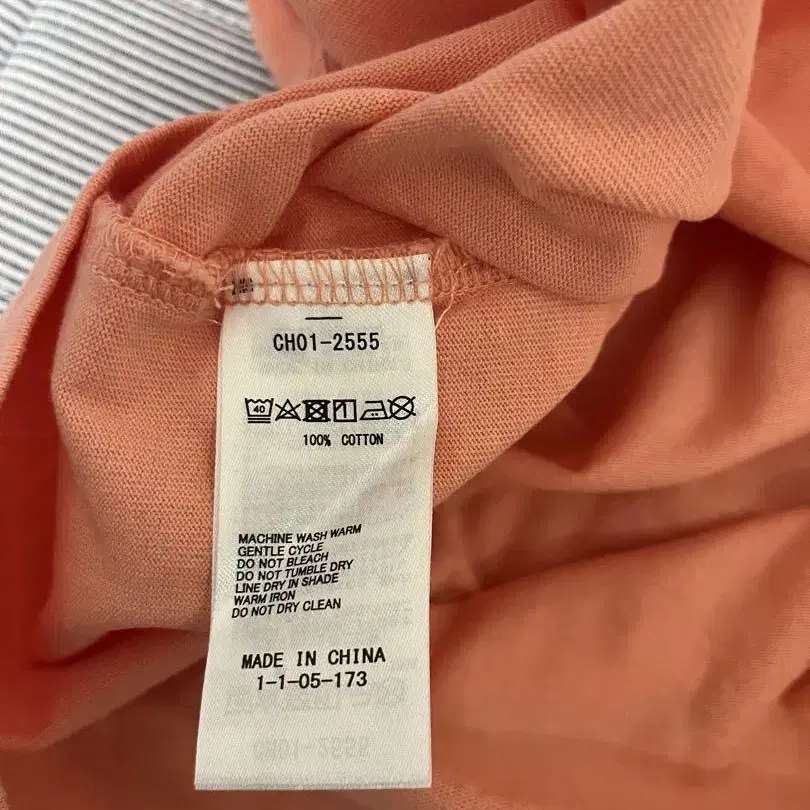 CH01-2555
40
100% COTTON
MACHINE WASH WARM
GENTLE CYCLE
DO NOT BLEACH
DO NOT TUMBLE DRY
LINE DRY IN SHADE
WARM IRON
DO NOT DRY CLEAN
MADE IN CHINA
1-1-05-173